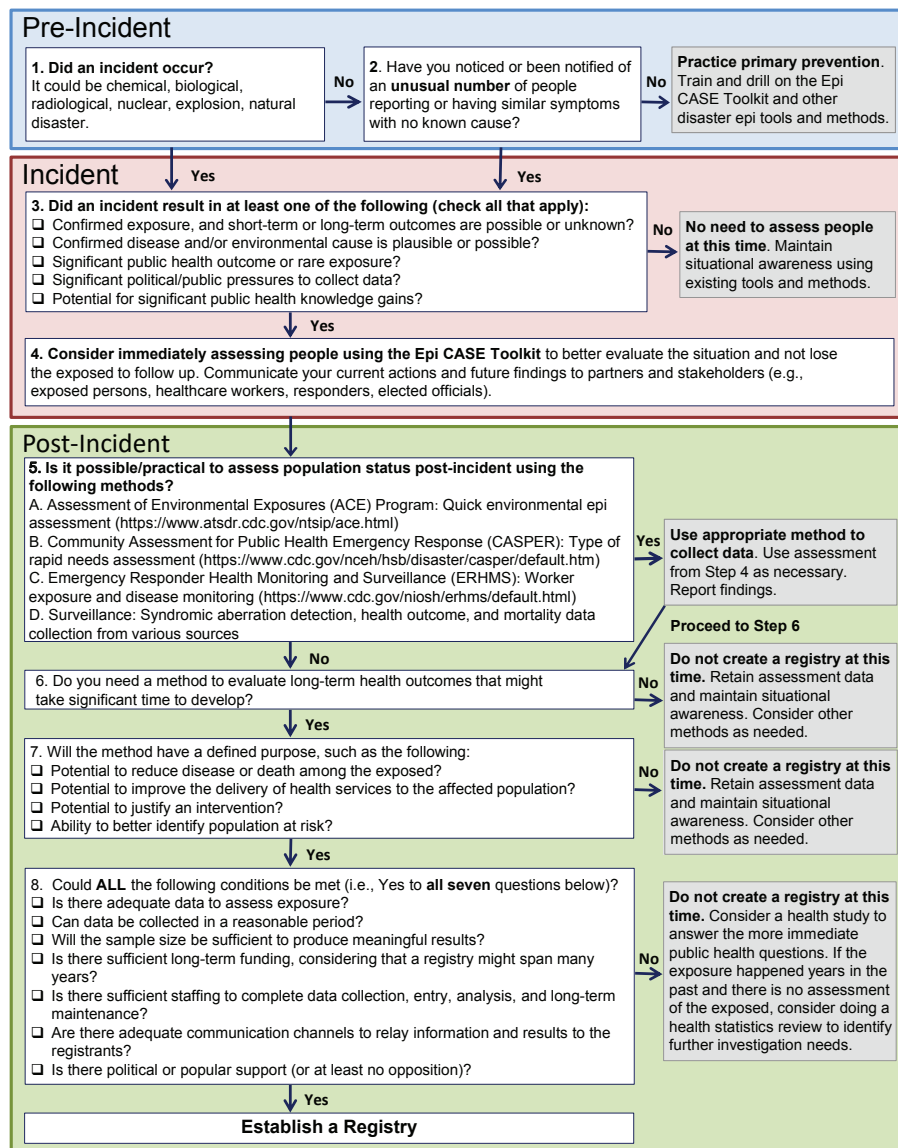 Pre-Incident
1. Did an incident occur?
It could be chemical, biological,
radiological, nuclear, explosion, natural
disaster.
No
2. Have you noticed or been notified of
an unusual number of people
reporting or having similar symptoms
with no known cause?
No
Practice primary prevention.
Train and drill on the Epi
CASE Toolkit and other
disaster epi tools and methods.
Yes
Yes
Incident
3. Did an incident result in at least one of the following (check all that apply):
❑ Confirmed exposure, and short-term or long-term outcomes are possible or unknown?
❑ Confirmed disease and/or environmental cause is plausible or possible?
❑ Significant public health outcome or rare exposure?
❑ Significant political/public pressures to collect data?
❑ Potential for significant public health knowledge gains?
No
No need to assess people
at this time. Maintain
situational awareness using
existing tools and methods.
Yes
4. Consider immediately assessing people using the Epi CASE Toolkit to better evaluate the situation and not lose
the exposed to follow up. Communicate your current actions and future findings to partners and stakeholders (e.g.,
exposed persons, healthcare workers, responders, elected officials).
Post-Incident
5. Is it possible/practical to assess population status post-incident using the
following methods?
A. Assessment of Environmental Exposures (ACE) Program: Quick environmental epi
assessment (https://www.atsdr.cdc.gov/ntsip/ace.html)
B. Community Assessment for Public Health Emergency Response (CASPER): Type of
rapid needs assessment (https://www.cdc.gov/nceh/hsb/disaster/casper/default.htm)
C. Emergency Responder Health Monitoring and Surveillance (ERHMS): Worker
exposure and disease monitoring (https://www.cdc.gov/niosh/erhms/default.html)
D. Surveillance: Syndromic aberration detection, health outcome, and mortality data
collection from various sources
Yes
Use appropriate method to
collect data. Use assessment
from Step 4 as necessary.
Report findings.
Proceed to Step 6
No
6. Do you need a method to evaluate long-term health outcomes that might
take significant time to develop?
No
Do not create a registry at this
time. Retain assessment data
and maintain situational
awareness. Consider other
methods as needed.
Yes
7. Will the method have a defined purpose, such as the following:
❑ Potential to reduce disease or death among the exposed?
❑ Potential to improve the delivery of health services to the affected population?
❑ Potential to justify an intervention?
❑ Ability to better identify population at risk?
No
Do not create a registry at this
time. Retain assessment data
and maintain situational
awareness. Consider other
methods as needed.
Yes
8. Could ALL the following conditions be met (i.e., Yes to all seven questions below)?
❑ Is there adequate data to assess exposure?
❑ Can data be collected in a reasonable period?
❑ Will the sample size be sufficient to produce meaningful results?
❑ Is there sufficient long-term funding, considering that a registry might span many
years?
❑ Is there sufficient staffing to complete data collection, entry, analysis, and long-term
maintenance?
❑ Are there adequate communication channels to relay information and results to the
registrants?
❑ Is there political or popular support (or at least no opposition)?
No
Do not create a registry at this
time. Consider a health study to
answer the more immediate
public health questions. If the
exposure happened years in the
past and there is no assessment
of the exposed, consider doing a
health statistics review to identify
further investigation needs.
Yes
Establish a Registry